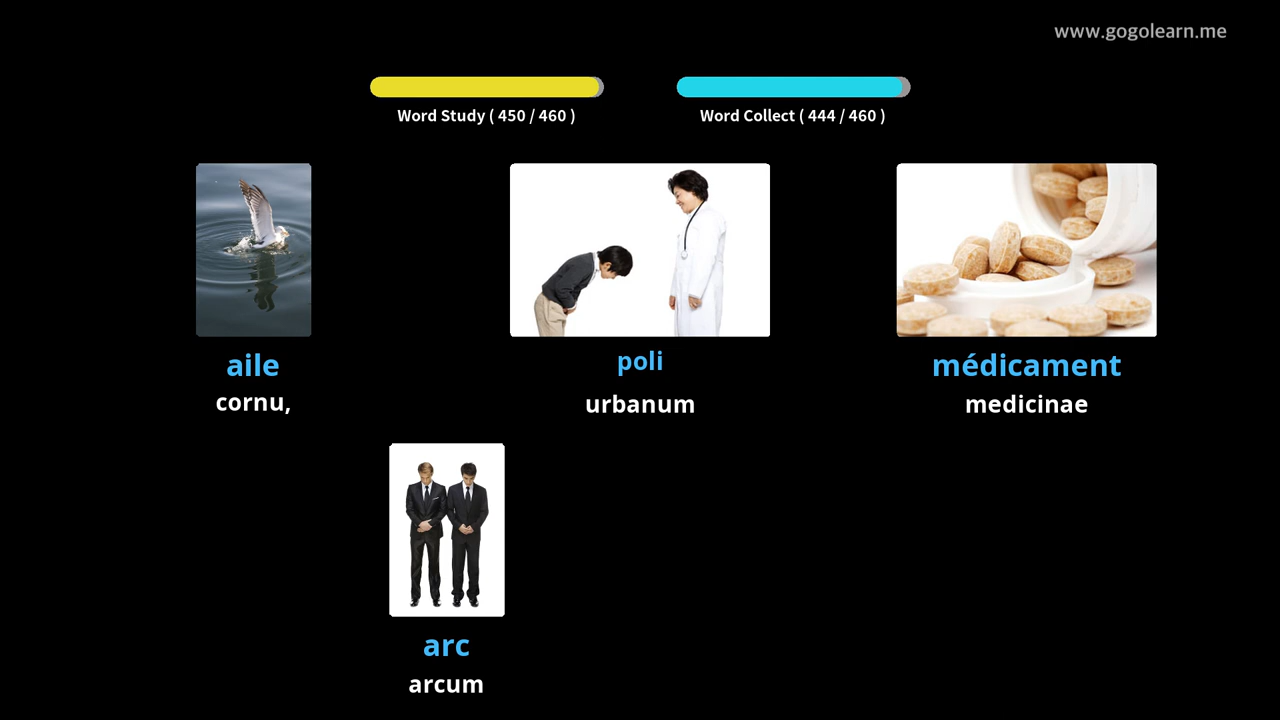 www.gogolearn.me
Word Study ( 450 / 460 )
Word Collect ( 444 / 460 )
aile
cornu,
poli
urbanum
médicament
medicinae
arc
arcum